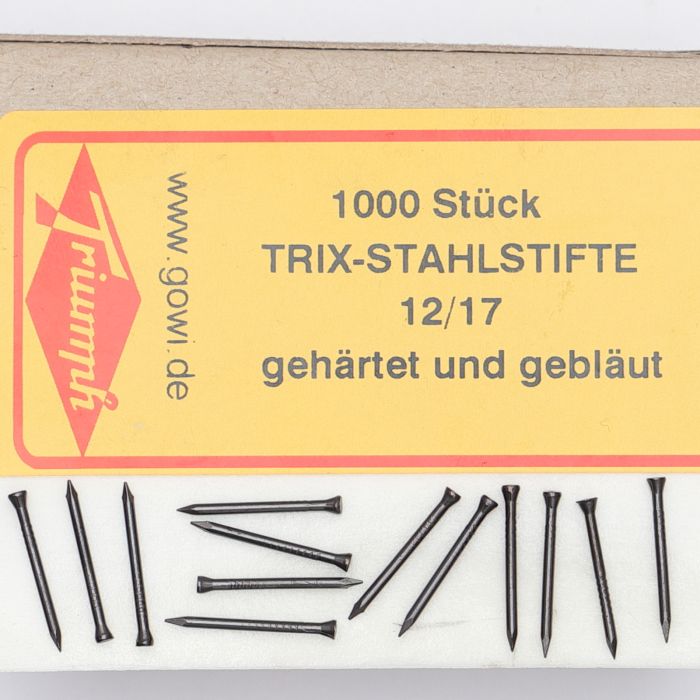 Triumph
www.gowi.de
1000 Stück
TRIX-STAHLSTIFTE
12/17
gehärtet und gebläut